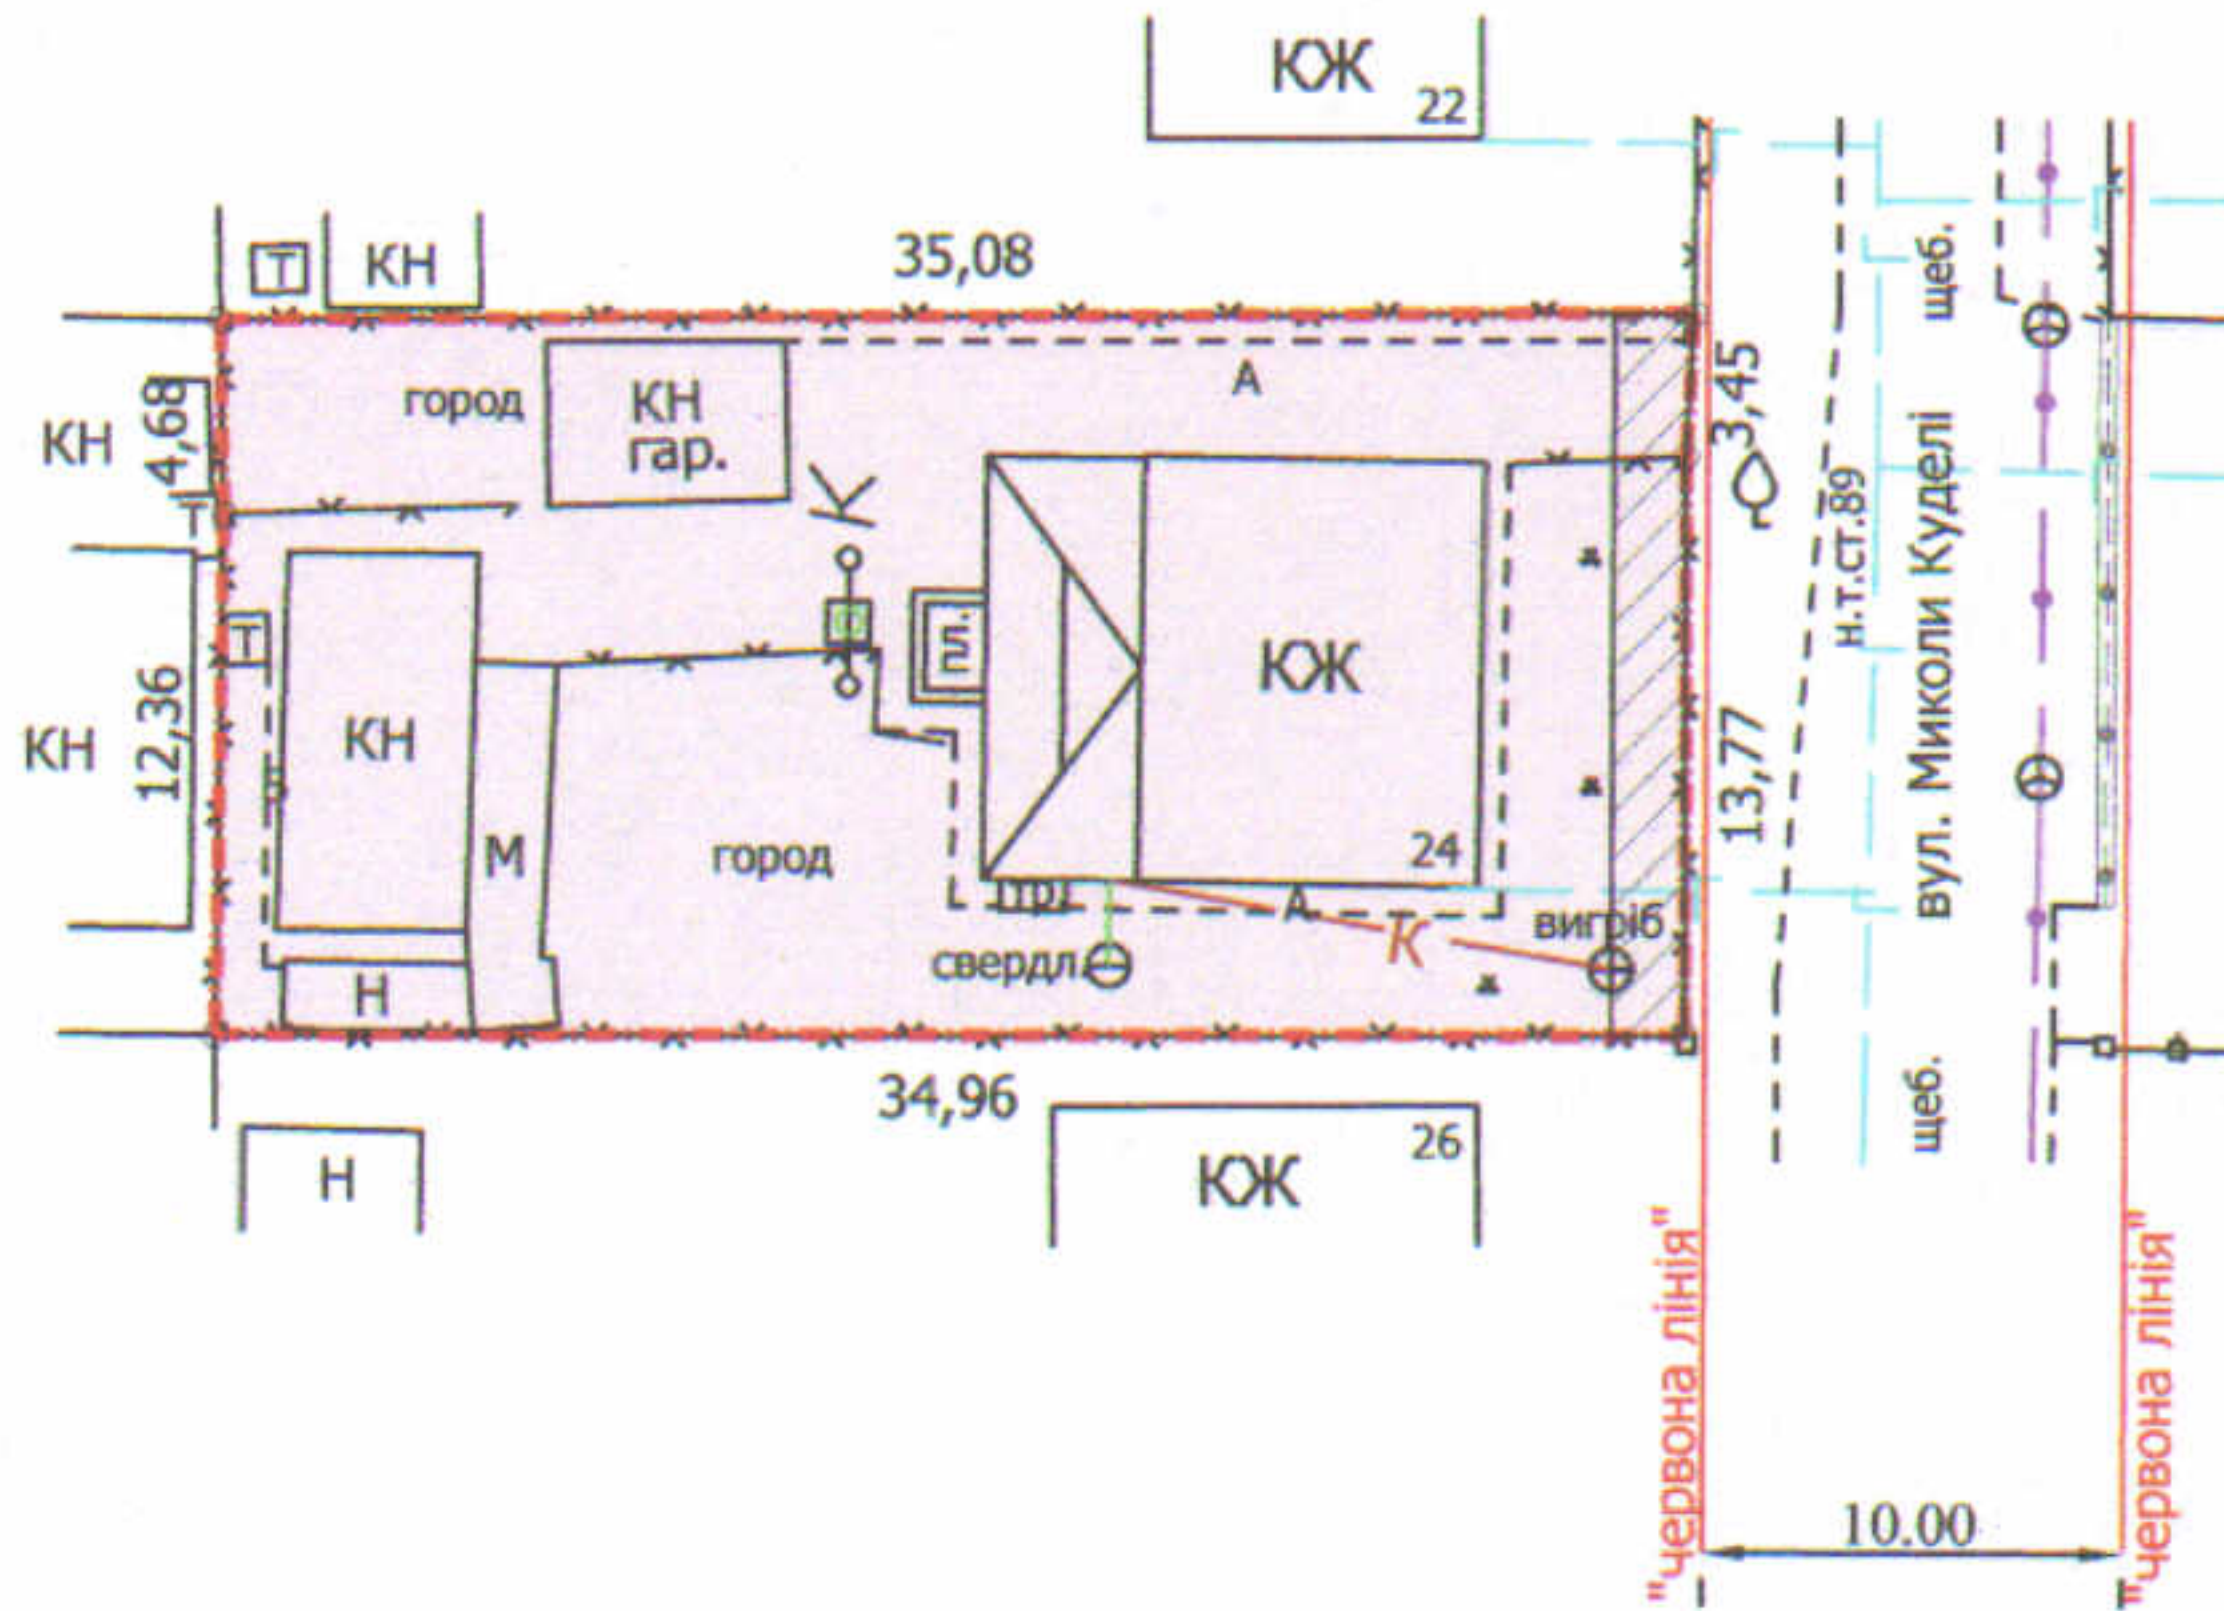 КЖ
22
Т
КН
35,08
щеб.
КН
4,68
город
КН
гар.
А
3,45
Т
К
н.т.ст.89
вул. Миколи Куделі
Т
пл.
КЖ
КН
12,36
КН
М
город
24
13,77
пр.
А
вигріб
свердл.
К
Н
34,96
26
КЖ
Н
щеб.
"червона лінія"
"червона лінія"
10.00